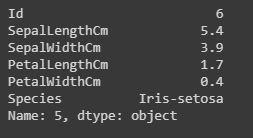 Id 6
SepalLengthCm 5.4
SepalWidthCm 3.9
PetalLengthCm 1.7
PetalWidthCm 0.4
Species Iris-setosa
Name: 5, dtype: object